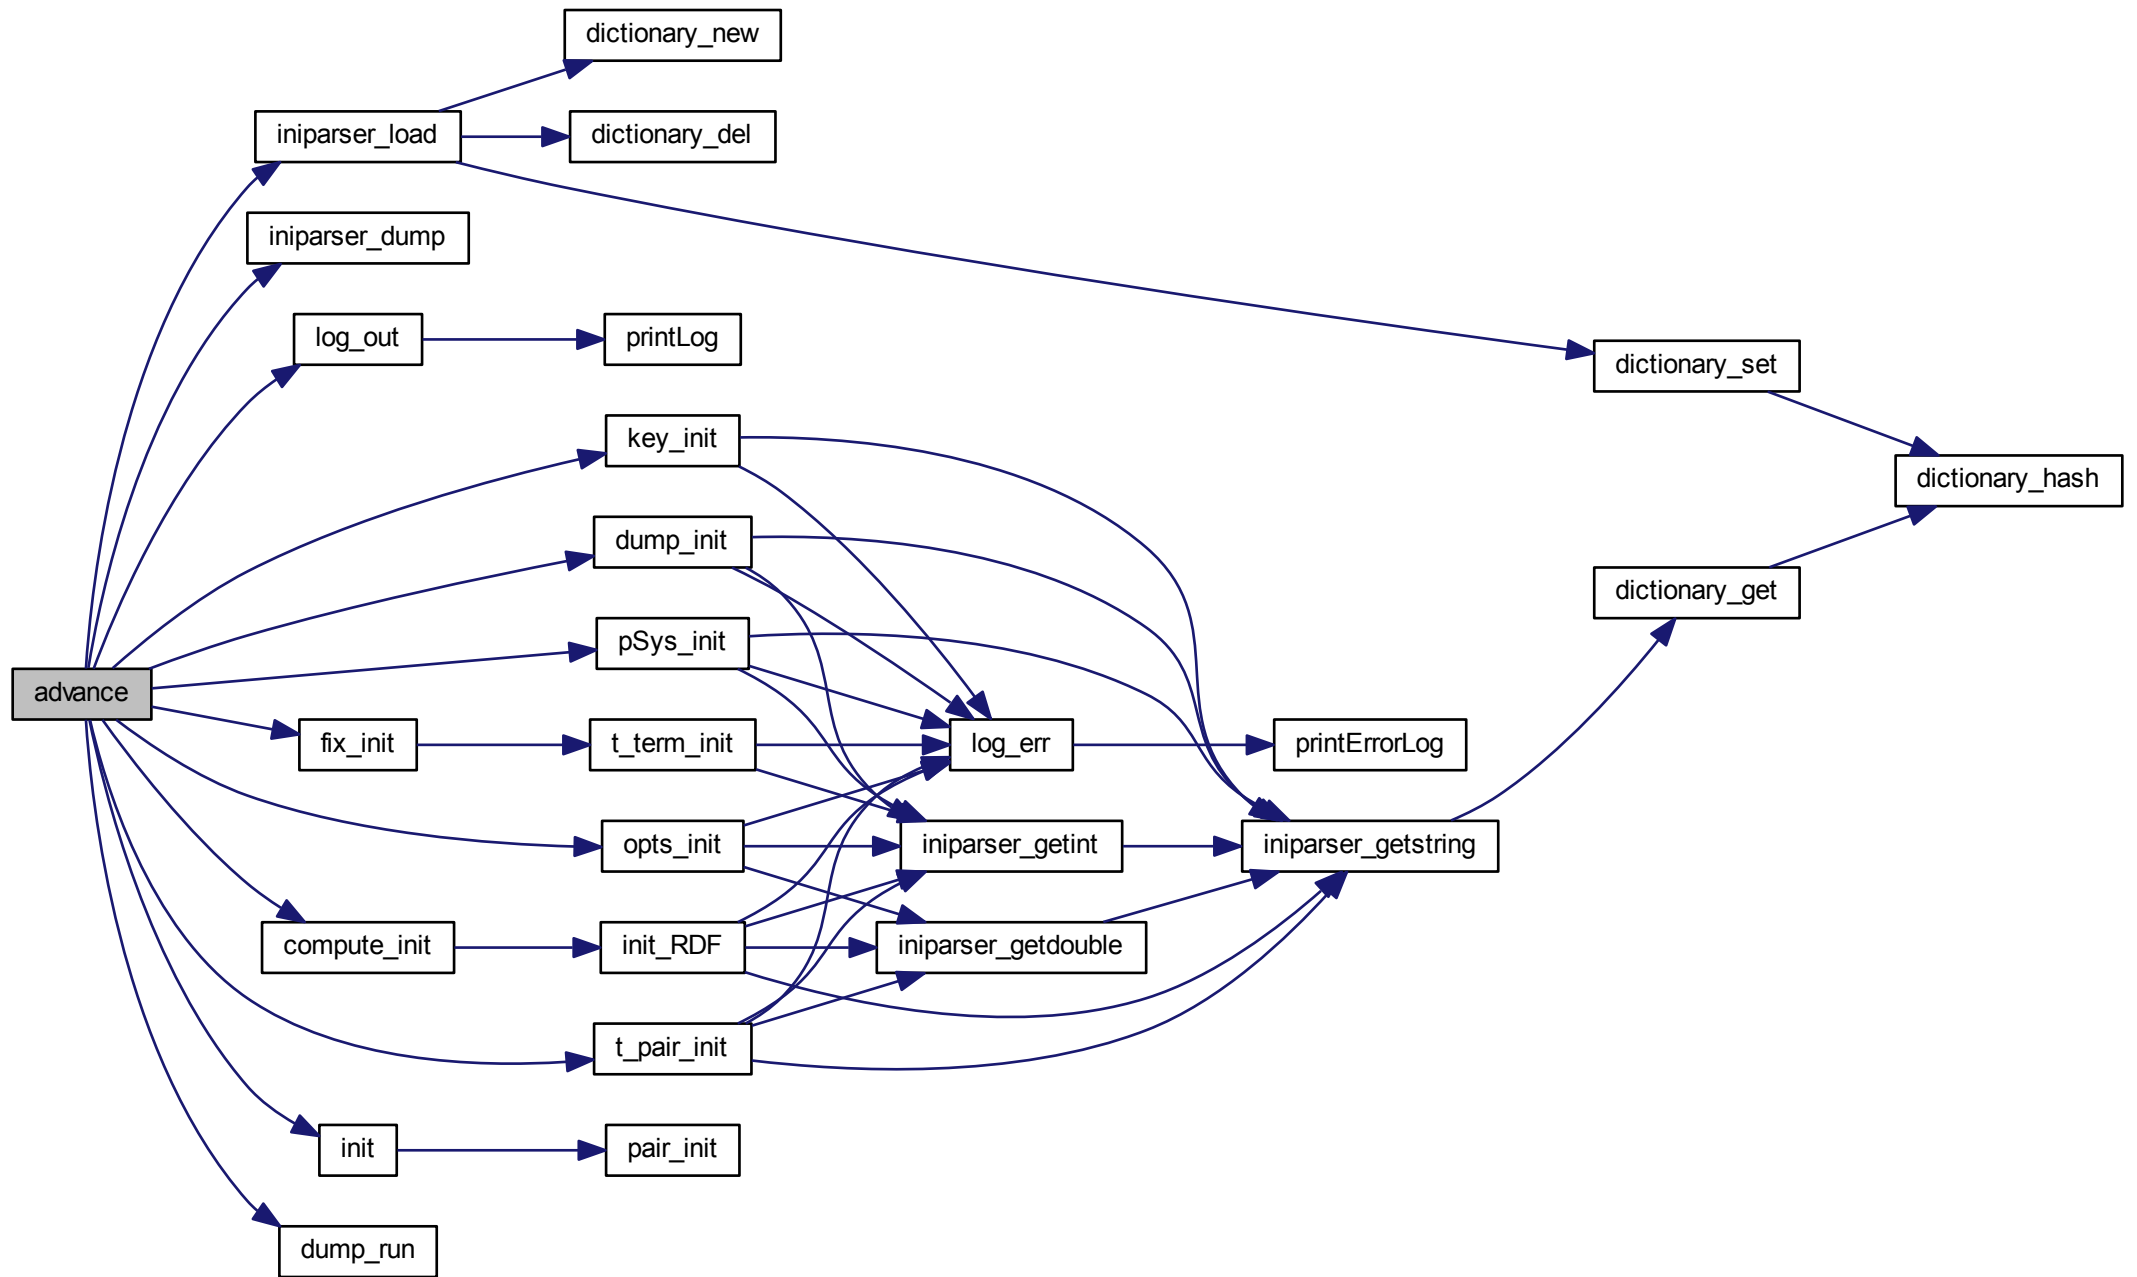 dictionary_new
iniparser_load
dictionary_del
iniparser_dump
log_out
printLog
dictionary_set
key_init
dictionary_hash
dump_init
dictionary_get
pSys_init
advance
fix_init
t_term_init
log_err
printErrorLog
opts_init
iniparser_getint
iniparser_getstring
compute_init
init_RDF
iniparser_getdouble
t_pair_init
init
pair_init
dump_run